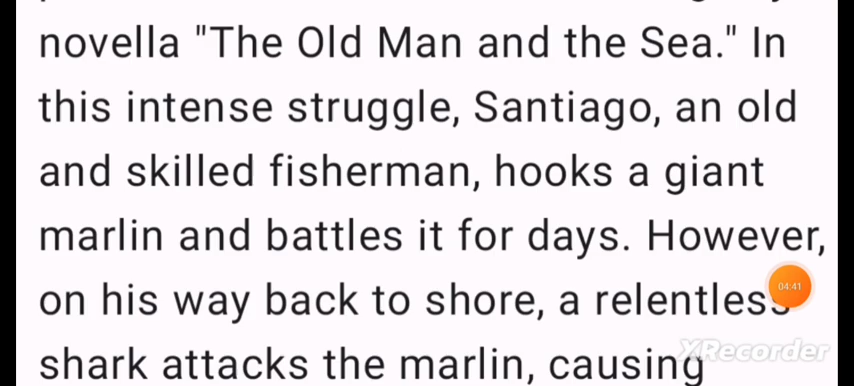 novella "The Old Man and the Sea." In
this intense struggle, Santiago, an old
and skilled fisherman, hooks a giant
marlin and battles it for days. However,
on his way back to shore, a relentless
04:41
shark attacks the marlin, causing
XRecorder